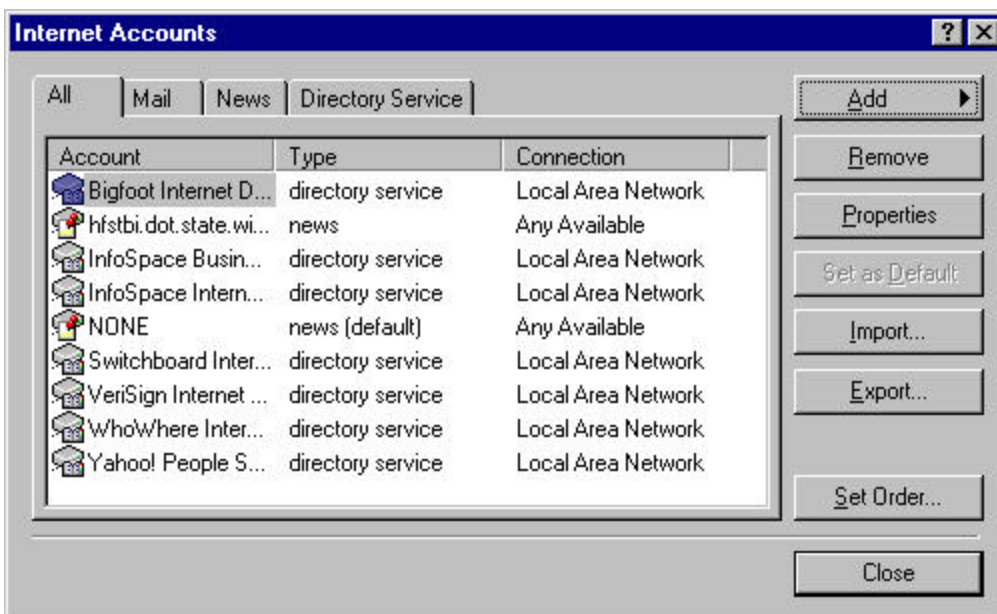 Internet Accounts
All Mail News Directory Service
Account Type Connection
Bigfoot Internet D... directory service Local Area Network
hfstbi.dot.state.wi... news Any Available
InfoSpace Busin... directory service Local Area Network
InfoSpace Intern... directory service Local Area Network
NONE news (default) Any Available
Switchboard Inter... directory service Local Area Network
VeriSign Internet ... directory service Local Area Network
WhoWhere Inter... directory service Local Area Network
Yahoo! People S... directory service Local Area Network
Add
Remove
Properties
Set as Default
Import...
Export...
Set Order...
Close